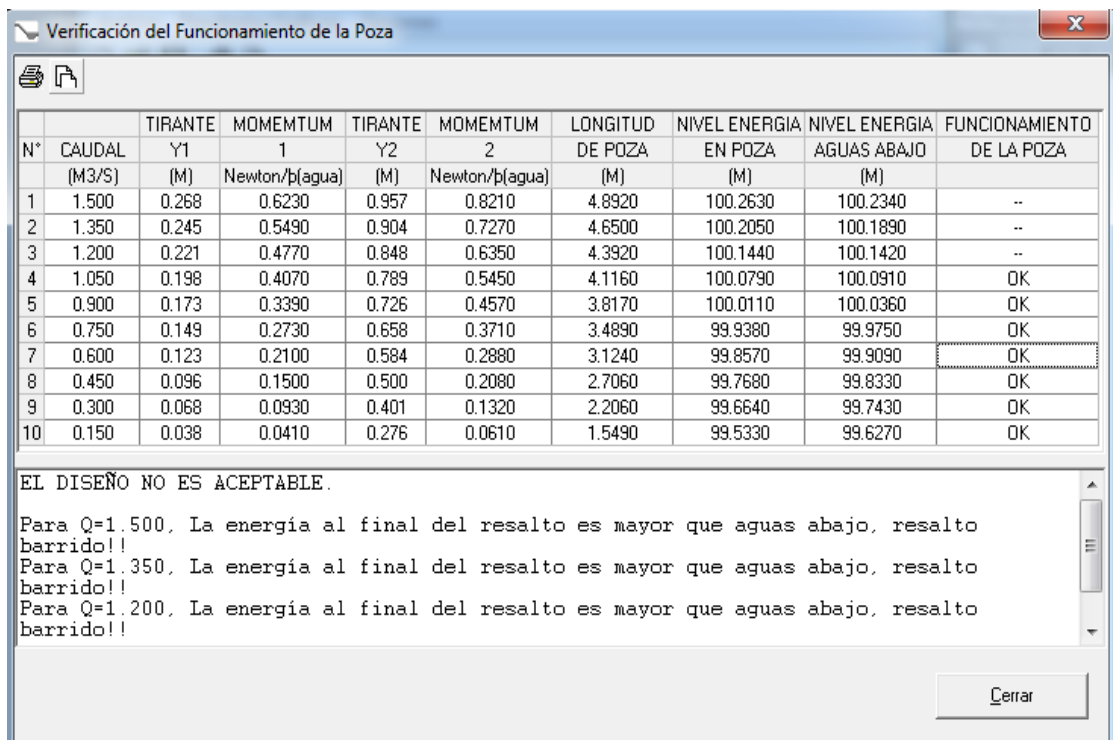 Verificación del Funcionamiento de la Poza
TIRANTE MOMEMTUM TIRANTE MOMEMTUM LONGITUD NIVEL ENERGIA NIVEL ENERGIA FUNCIONAMIENTO
N° CAUDAL Y1 1 Y2 2 DE POZA EN POZA AGUAS ABAJO DE LA POZA
(M3/S) (M) Newton/þ(agua) (M) Newton/þ(agua) (M) (M) (M)
1 1.500 0.268 0.6230 0.957 0.8210 4.8920 100.2630 100.2340 --
2 1.350 0.245 0.5490 0.904 0.7270 4.6500 100.2050 100.1890 --
3 1.200 0.221 0.4770 0.848 0.6350 4.3920 100.1440 100.1420 --
4 1.050 0.198 0.4070 0.789 0.5450 4.1160 100.0790 100.0910 OK
5 0.900 0.173 0.3390 0.726 0.4570 3.8170 100.0110 100.0360 OK
6 0.750 0.149 0.2730 0.658 0.3710 3.4890 99.9380 99.9750 OK
7 0.600 0.123 0.2100 0.584 0.2880 3.1240 99.8570 99.9090 OK
8 0.450 0.096 0.1500 0.500 0.2080 2.7060 99.7680 99.8330 OK
9 0.300 0.068 0.0930 0.401 0.1320 2.2060 99.6640 99.7430 OK
10 0.150 0.038 0.0410 0.276 0.0610 1.5490 99.5330 99.6270 OK
EL DISEÑO NO ES ACEPTABLE.
Para Q=1.500, La energía al final del resalto es mayor que aguas abajo, resalto
barrido!!
Para Q=1.350, La energía al final del resalto es mayor que aguas abajo, resalto
barrido!!
Para Q=1.200, La energía al final del resalto es mayor que aguas abajo, resalto
barrido!!
Cerrar